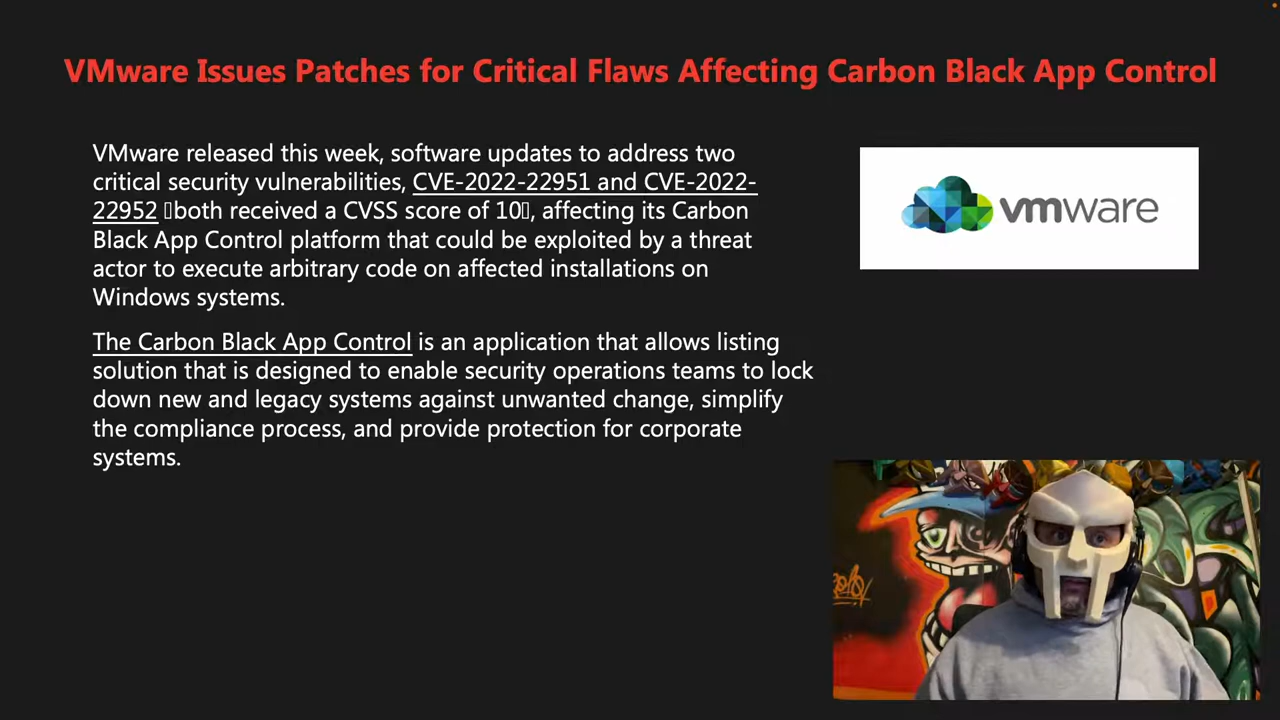 VMware Issues Patches for Critical Flaws Affecting Carbon Black App Control
VMware released this week, software updates to address two
critical security vulnerabilities, CVE-2022-22951 and CVE-2022-
22952 ▯both received a CVSS score of 10▯, affecting its Carbon
Black App Control platform that could be exploited by a threat
actor to execute arbitrary code on affected installations on
Windows systems.
The Carbon Black App Control is an application that allows listing
solution that is designed to enable security operations teams to lock
down new and legacy systems against unwanted change, simplify
the compliance process, and provide protection for corporate
systems.
vmware